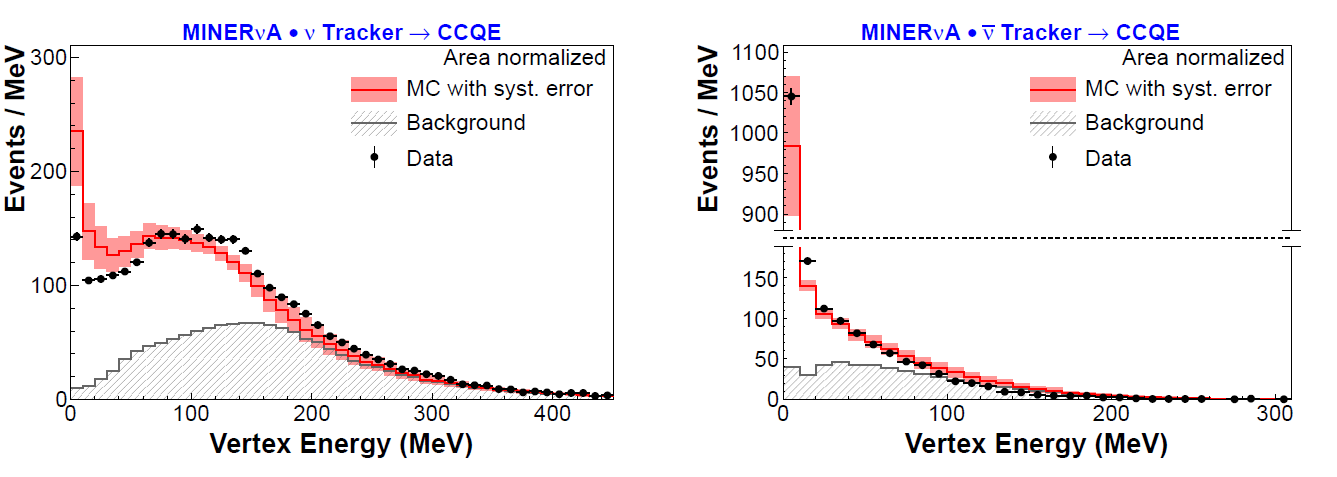 MINERνA • ν Tracker → CCQE
Area normalized
MC with syst. error
Background
Data
Events / MeV
300
200
100
0
0 100 200 300 400
Vertex Energy (MeV)
MINERνA • ν̅ Tracker → CCQE
Area normalized
MC with syst. error
Background
Data
Events / MeV
1100
1050
1000
950
900
150
100
50
0
0 100 200 300
Vertex Energy (MeV)